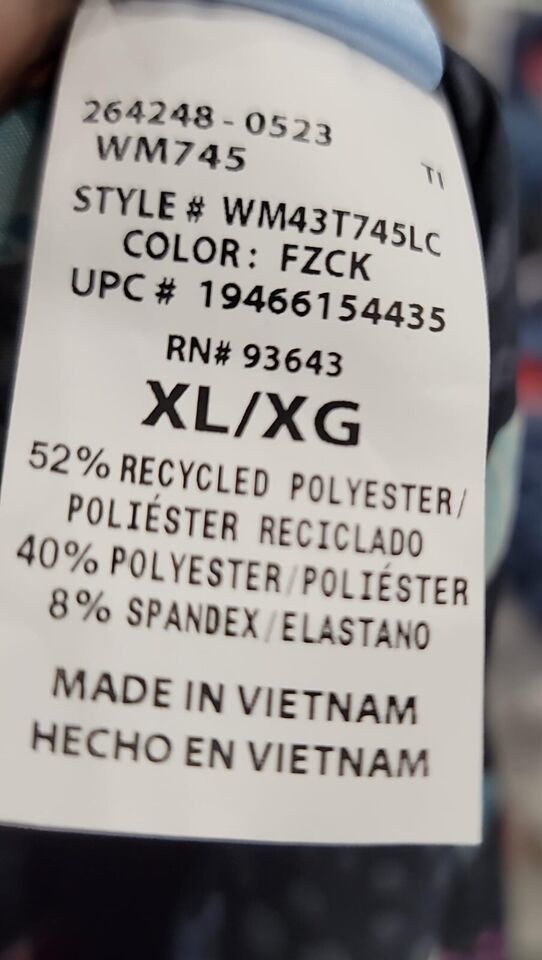 264248 - 0523
WM745
TI
STYLE # WM43T745LC
COLOR: FZCK
UPC # 19466154435
RN# 93643
XL/XG
52% RECYCLED POLYESTER/
POLIÉSTER RECICLADO
40% POLYESTER/POLIÉSTER
8% SPANDEX/ELASTANO
MADE IN VIETNAM
HECHO EN VIETNAM